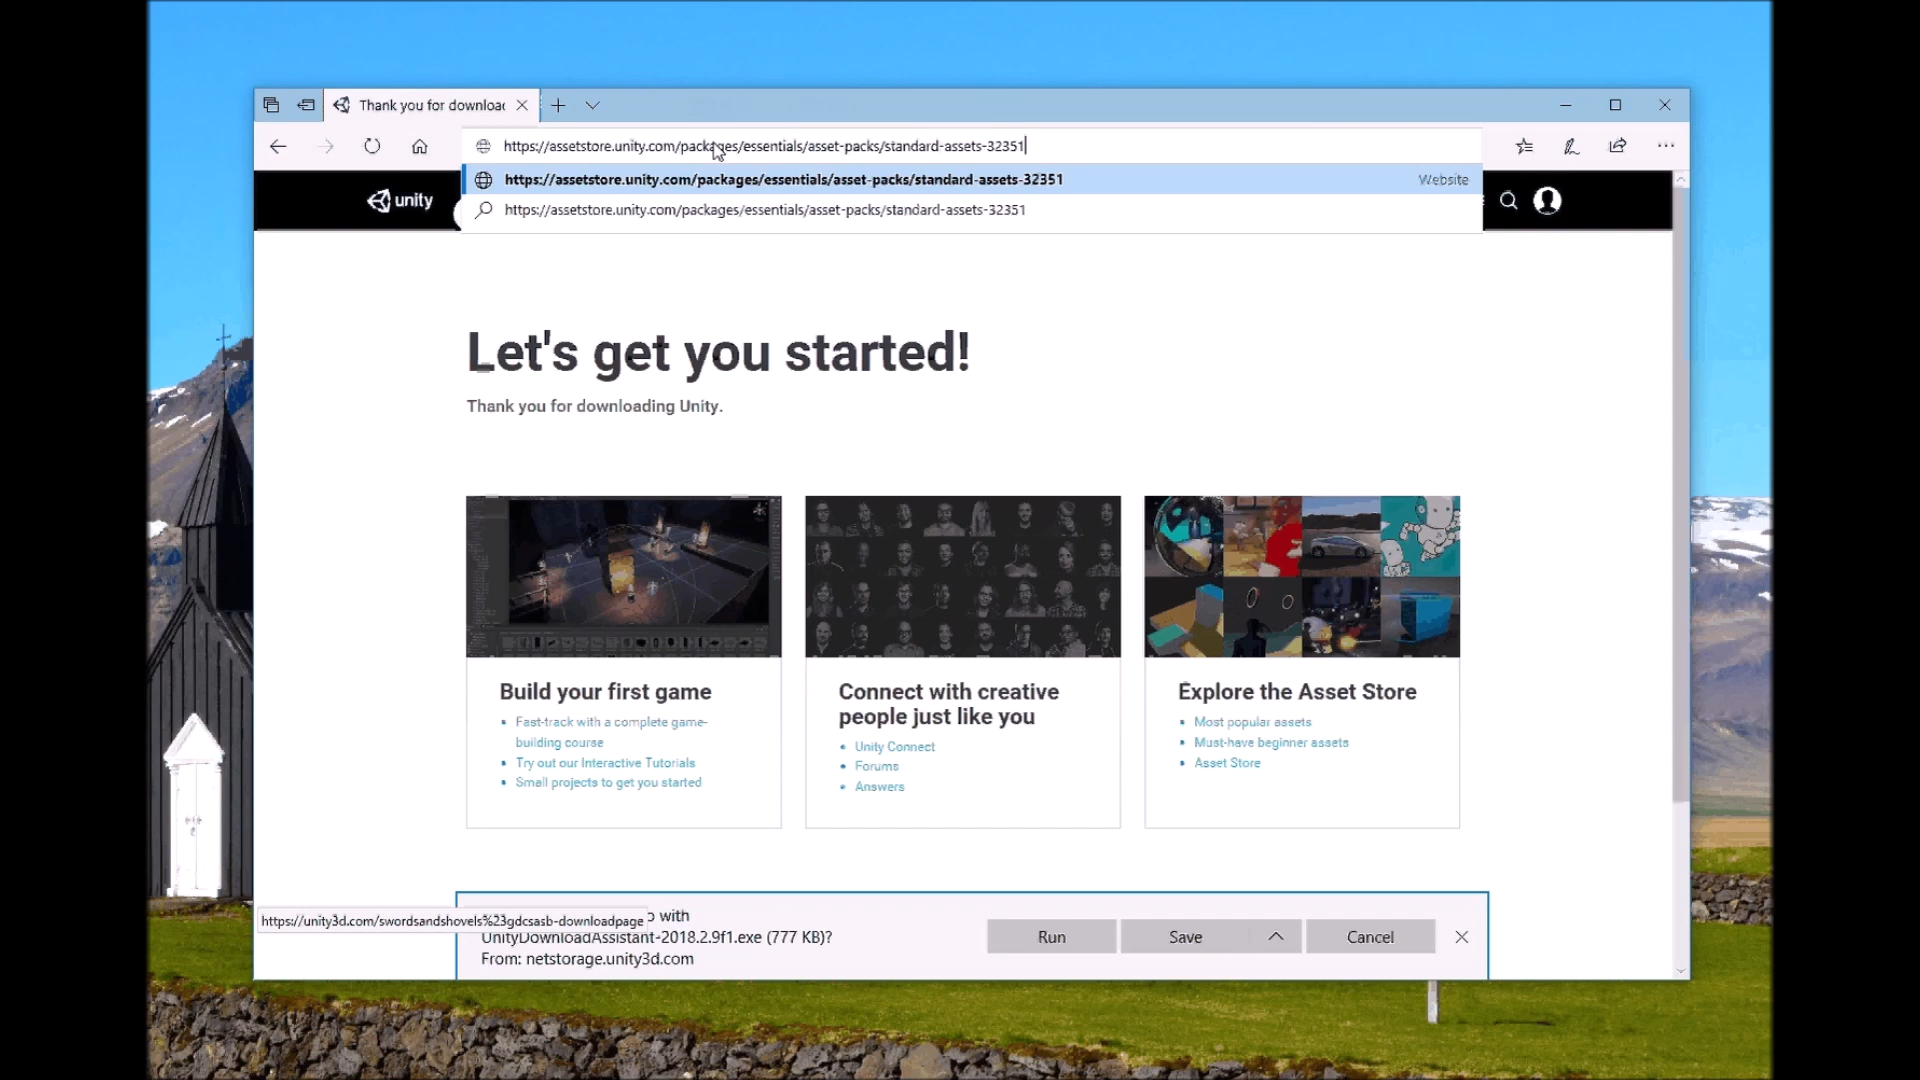 Thank you for downloac
https://assetstore.unity.com/packages/essentials/asset-packs/standard-assets-32351
https://assetstore.unity.com/packages/essentials/asset-packs/standard-assets-32351
Website
https://assetstore.unity.com/packages/essentials/asset-packs/standard-assets-32351
unity
Let's get you started!
Thank you for downloading Unity.
Build your first game
Fast-track with a complete game-
building course
Try out our Interactive Tutorials
Small projects to get you started
Connect with creative
people just like you
Unity Connect
Forums
Answers
Explore the Asset Store
Most popular assets
Must-have beginner assets
Asset Store
https://unity3d.com/swordsandshovels%23gdcsasb-downloadpage
o with
UnityDownloadAssistant-2018.2.9f1.exe (777 KB)?
From: netstorage.unity3d.com
Run
Save
Cancel